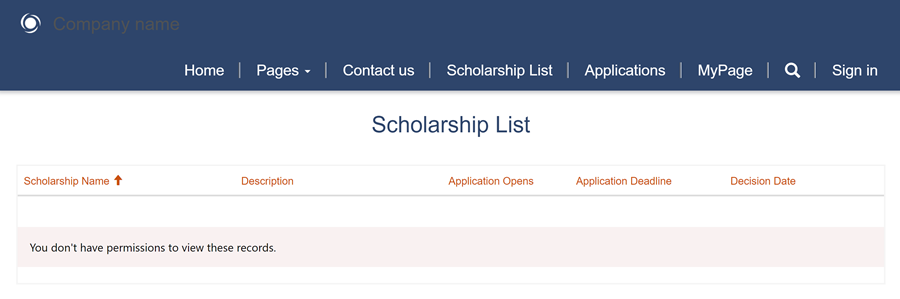 Company name
Home Pages Contact us Scholarship List Applications MyPage Sign in
Scholarship List
Scholarship Name Description Application Opens Application Deadline Decision Date
You don't have permissions to view these records.